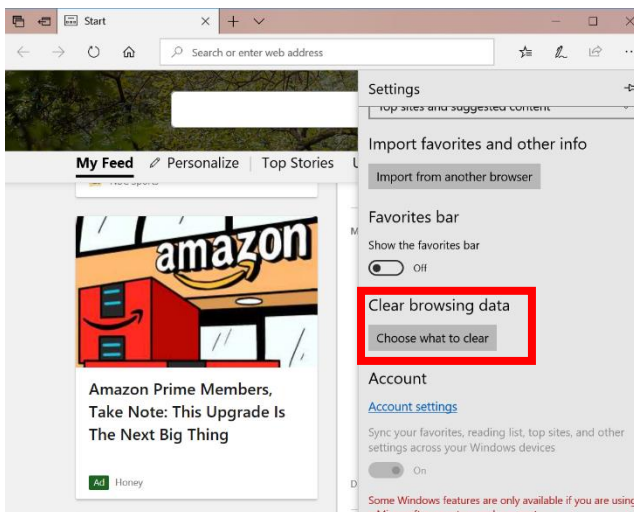 Start
Search or enter web address
Settings
Top sites and suggested content
My Feed
Personalize
Top Stories
Import favorites and other info
Import from another browser
Favorites bar
Show the favorites bar
Off
Clear browsing data
Choose what to clear
amazon
Amazon Prime Members,
Take Note: This Upgrade Is
The Next Big Thing
Ad Honey
Account
Account settings
Sync your favorites, reading list, top sites, and other
settings across your Windows devices
On
Some Windows features are only available if you are using